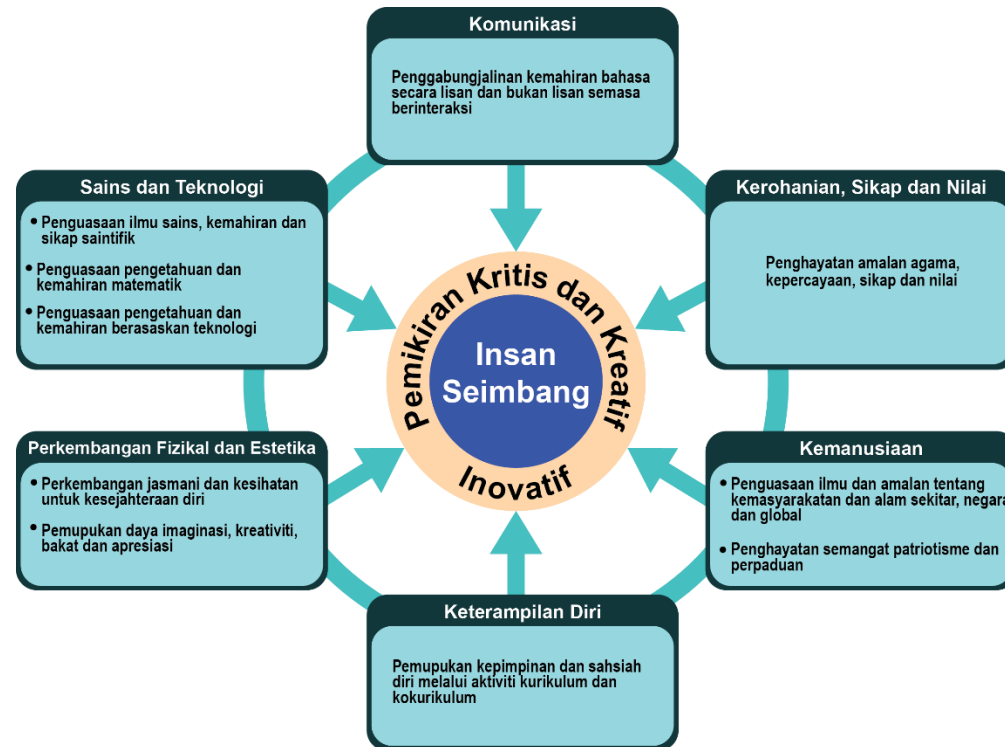 Komunikasi
Penggabungjalinan kemahiran bahasa
secara lisan dan bukan lisan semasa
berinteraksi
Sains dan Teknologi
• Penguasaan ilmu sains, kemahiran dan
sikap saintifik
• Penguasaan pengetahuan dan
kemahiran matematik
• Penguasaan pengetahuan dan
kemahiran berasaskan teknologi
Kerohanian, Sikap dan Nilai
Penghayatan amalan agama,
kepercayaan, sikap dan nilai
Pemikiran Kritis dan Kreatif
Insan
Seimbang
Inovatif
Perkembangan Fizikal dan Estetika
• Perkembangan jasmani dan kesihatan
untuk kesejahteraan diri
• Pemupukan daya imaginasi, kreativiti,
bakat dan apresiasi
Kemanusiaan
• Penguasaan ilmu dan amalan tentang
kemasyarakatan dan alam sekitar, negara
dan global
• Penghayatan semangat patriotisme dan
perpaduan
Keterampilan Diri
Pemupukan kepimpinan dan sahsiah
diri melalui aktiviti kurikulum dan
kokurikulum